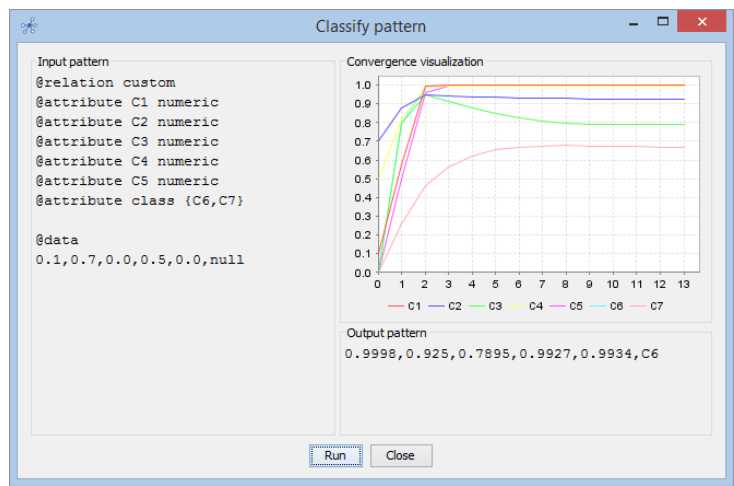 Classify pattern
Input pattern
@relation custom
@attribute C1 numeric
@attribute C2 numeric
@attribute C3 numeric
@attribute C4 numeric
@attribute C5 numeric
@attribute class {C6,C7}
@data
0.1,0.7,0.0,0.5,0.0,null
Convergence visualization
1.0
0.9
0.8
0.7
0.6
0.5
0.4
0.3
0.2
0.1
0.0
0 1 2 3 4 5 6 7 8 9 10 11 12 13
C1 C2 C3 C4 C5 C6 C7
Output pattern
0.9998,0.925,0.7895,0.9927,0.9934,C6
Run Close